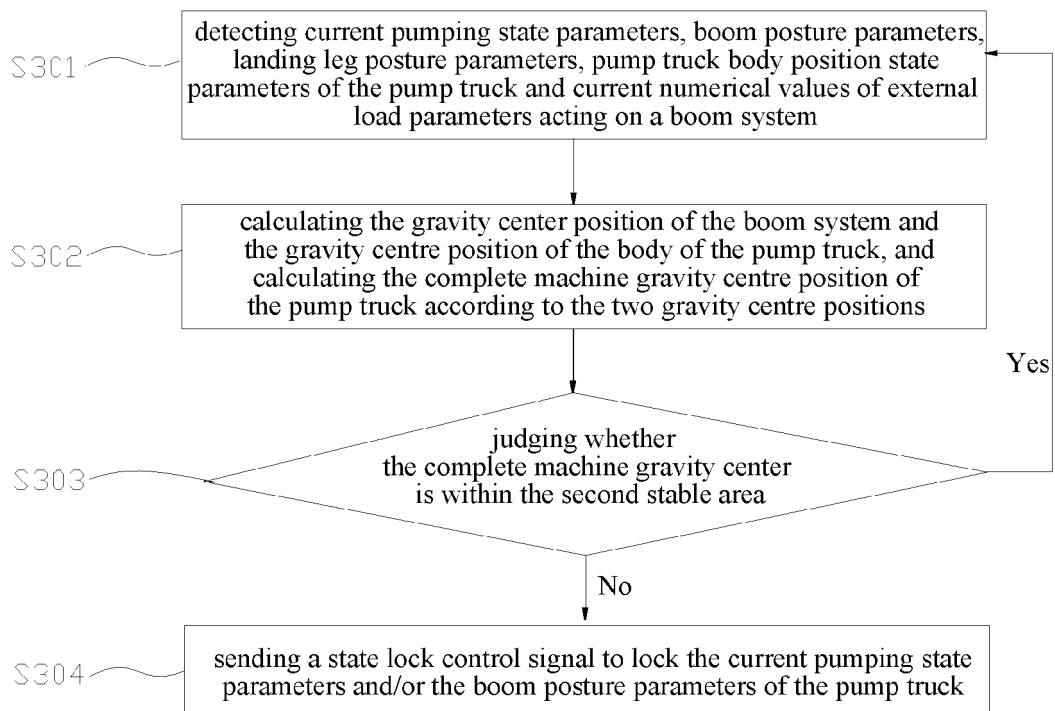 S301
detecting current pumping state parameters, boom posture parameters,
landing leg posture parameters, pump truck body position state
parameters of the pump truck and current numerical values of external
load parameters acting on a boom system
S302
calculating the gravity center position of the boom system and
the gravity centre position of the body of the pump truck, and
calculating the complete machine gravity centre position of
the pump truck according to the two gravity centre positions
Yes
S303
judging whether
the complete machine gravity center
is within the second stable area
No
S304
sending a state lock control signal to lock the current pumping state
parameters and/or the boom posture parameters of the pump truck